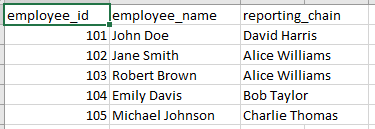 employee_id employee_name reporting_chain
101 John Doe David Harris
102 Jane Smith Alice Williams
103 Robert Brown Alice Williams
104 Emily Davis Bob Taylor
105 Michael Johnson Charlie Thomas